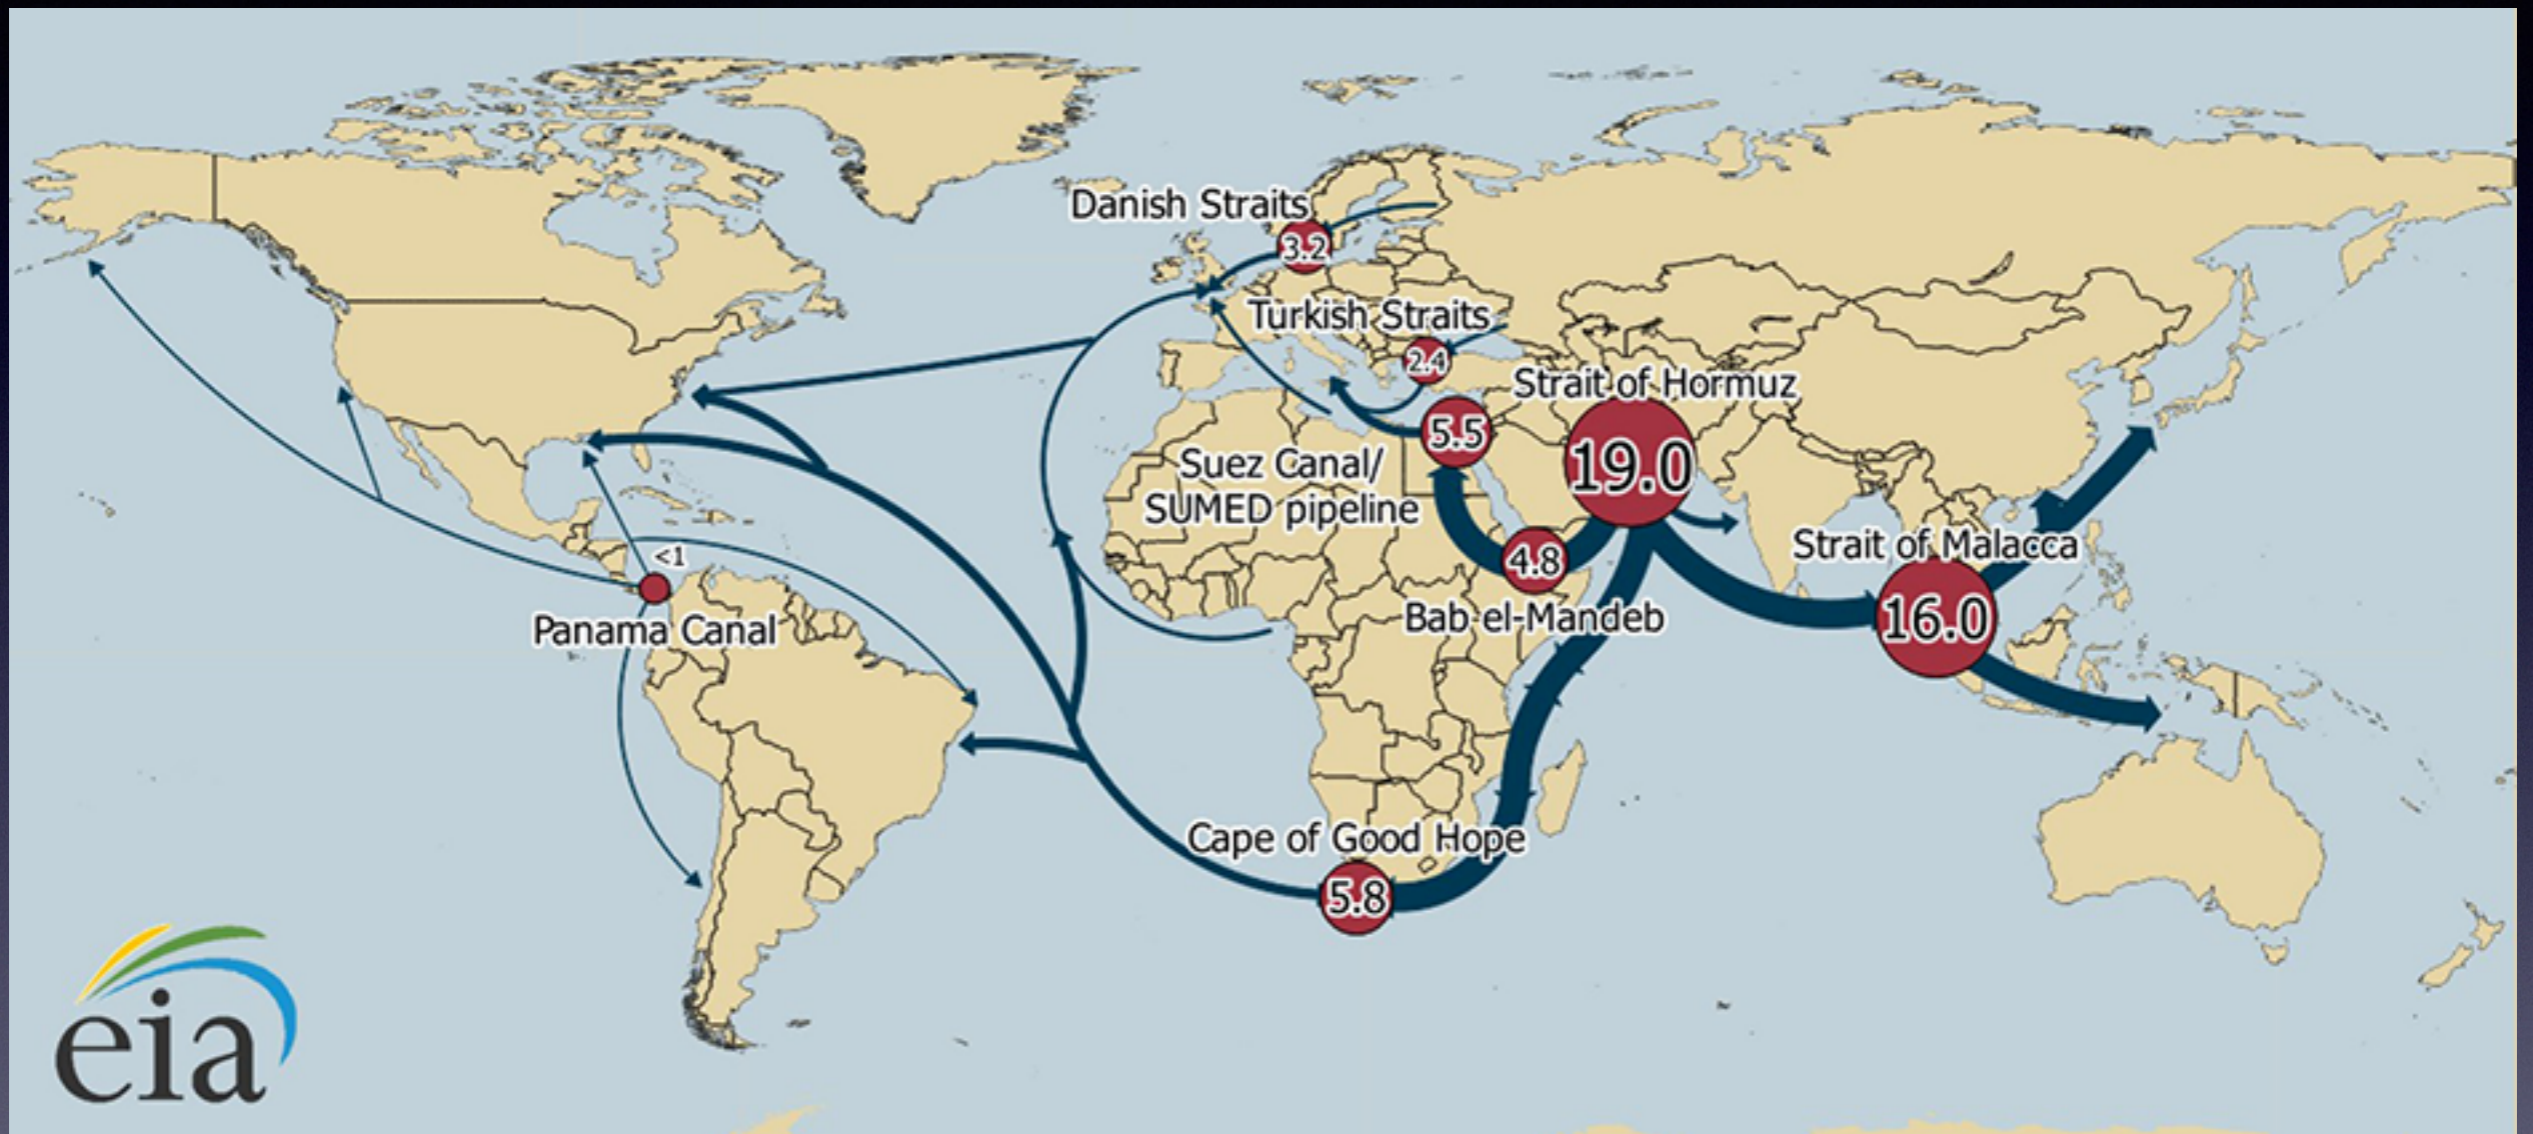 Danish Straits
3.2
Turkish Straits
2.4
Strait of Hormuz
19.0
5.5
Suez Canal/
SUMED pipeline
4.8
Bab el-Mandeb
Strait of Malacca
16.0
<1
Panama Canal
Cape of Good Hope
5.8
eia